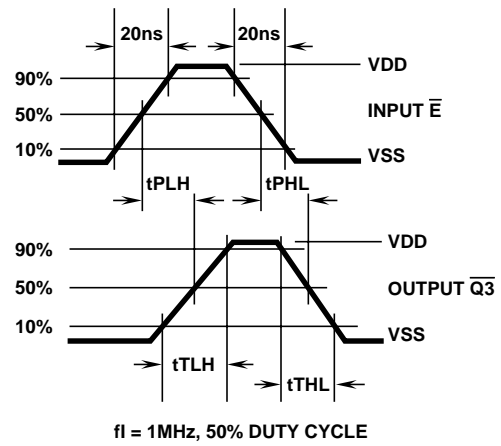 20ns 20ns
VDD
90%
50%
INPUT E̅
10%
VSS
tPLH tPHL
VDD
90%
50%
OUTPUT Q̅3̅
10%
VSS
tTLH
tTHL
fI = 1MHz, 50% DUTY CYCLE